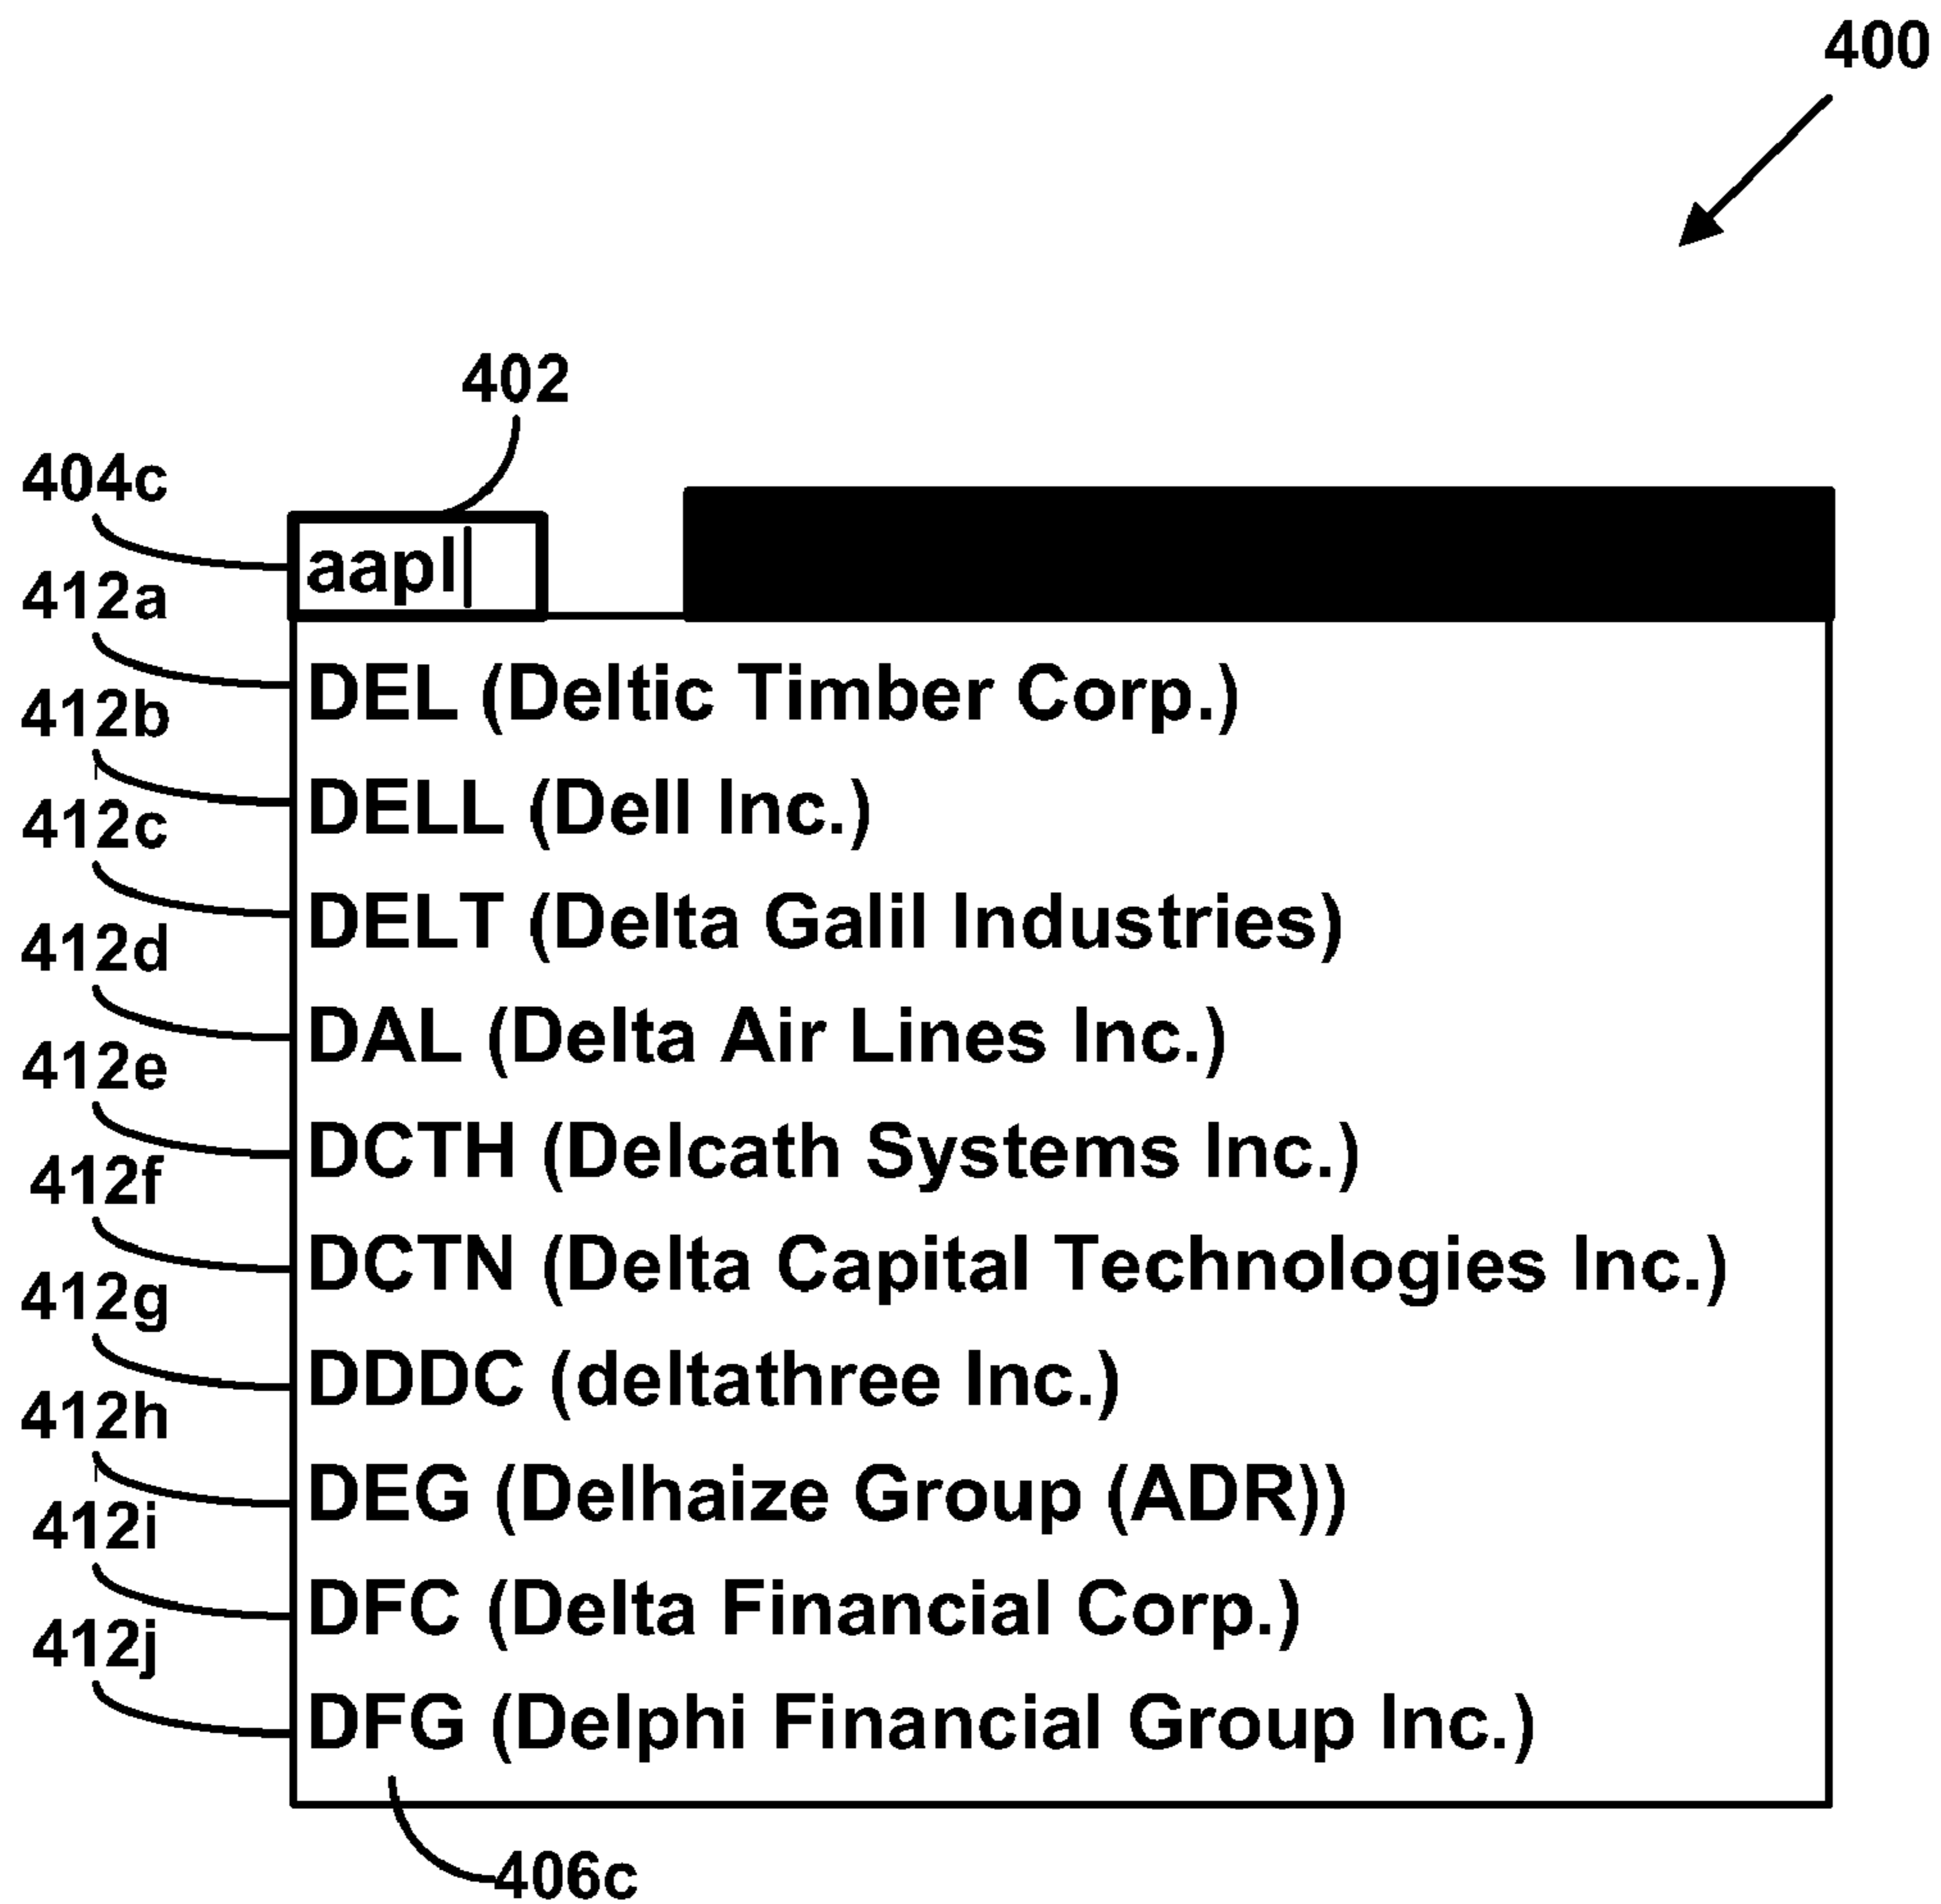 400
402
404c
aapl
412a
DEL (Deltic Timber Corp.)
412b
DELL (Dell Inc.)
412c
DELT (Delta Galil Industries)
412d
DAL (Delta Air Lines Inc.)
412e
DCTH (Delcath Systems Inc.)
412f
DCTN (Delta Capital Technologies Inc.)
412g
DDDC (deltathree Inc.)
412h
DEG (Delhaize Group (ADR))
412i
DFC (Delta Financial Corp.)
412j
DFG (Delphi Financial Group Inc.)
406c